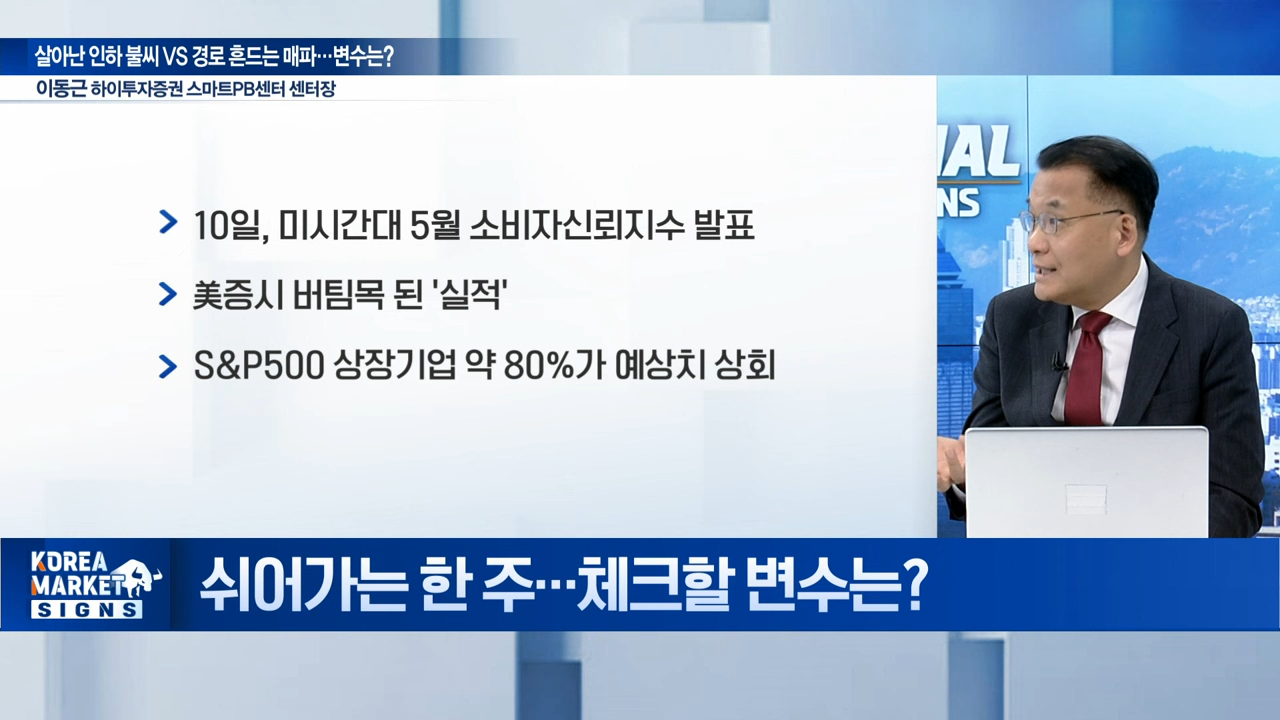 살아난 인하 불씨 VS 경로 흔드는 매파…변수는?
이동근 하이투자증권 스마트PB센터 센터장
10일, 미시간대 5월 소비자신뢰지수 발표
美증시 버팀목 된 '실적'
S&P500 상장기업 약 80%가 예상치 상회
KOREA
MARKET
SIGNS
쉬어가는 한 주…체크할 변수는?